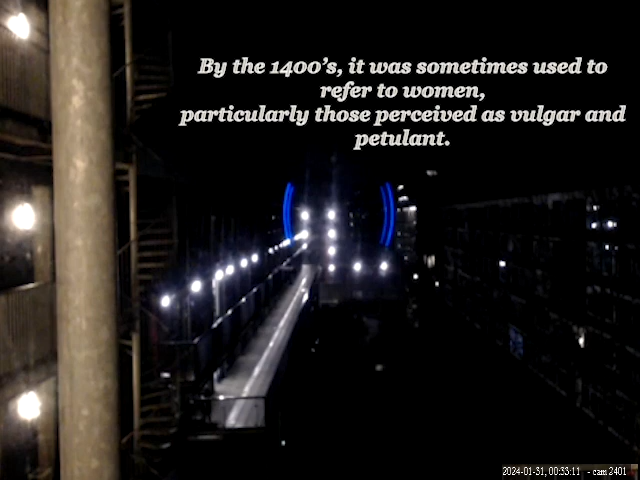 By the 1400's, it was sometimes used to
refer to women,
particularly those perceived as vulgar and
petulant.
2024-01-31, 00:33:11 - cam 2401